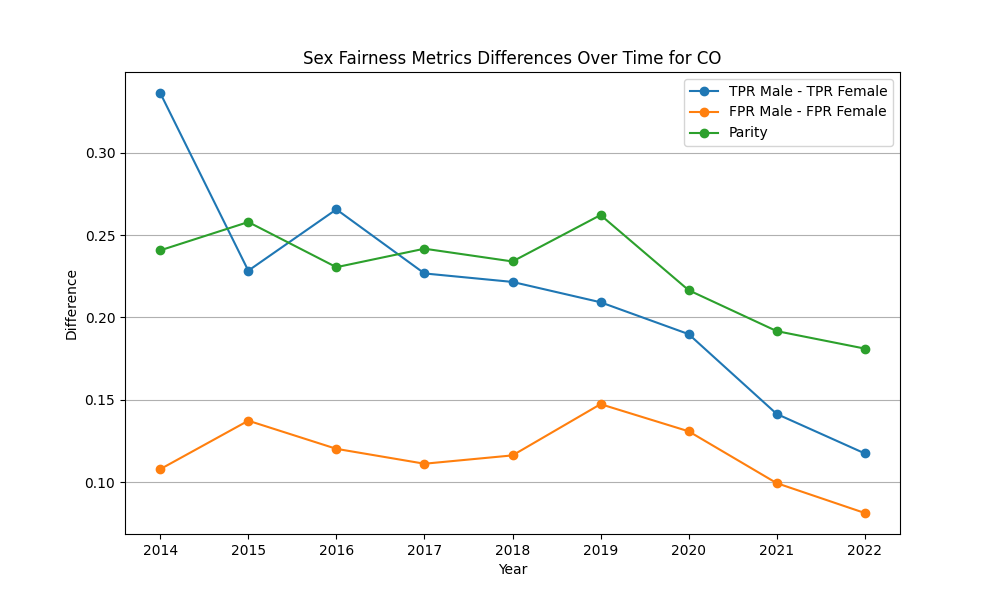 Sex Fairness Metrics Differences Over Time for CO
TPR Male - TPR Female
FPR Male - FPR Female
Parity
0.30
0.25
0.20
0.15
0.10
Difference
2014 2015 2016 2017 2018 2019 2020 2021 2022
Year